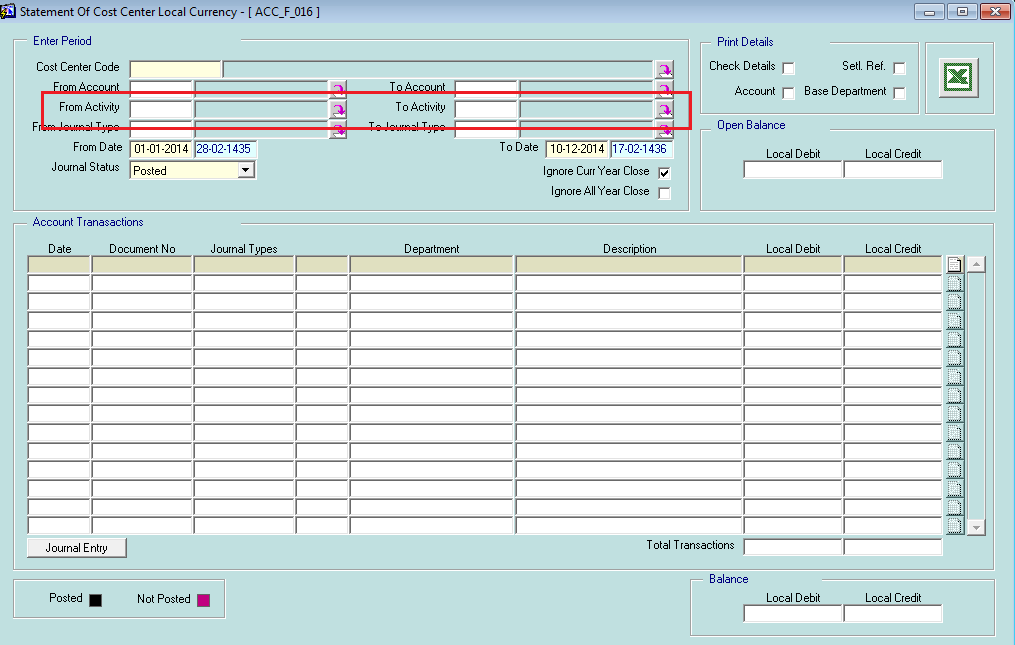 Statement Of Cost Center Local Currency - [ ACC_F_016 ]
Enter Period
Cost Center Code
From Account To Account
From Activity To Activity
From Journal Type To Journal Type
From Date 01-01-2014 28-02-1435 To Date 10-12-2014 17-02-1436
Journal Status Posted Ignore Curr Year Close
Ignore All Year Close
Print Details
Check Details Setl. Ref.
Account Base Department
Open Balance
Local Debit Local Credit
Account Transasactions
Date Document No Journal Types Department Description Local Debit Local Credit
Journal Entry Total Transactions
Posted Not Posted
Balance
Local Debit Local Credit